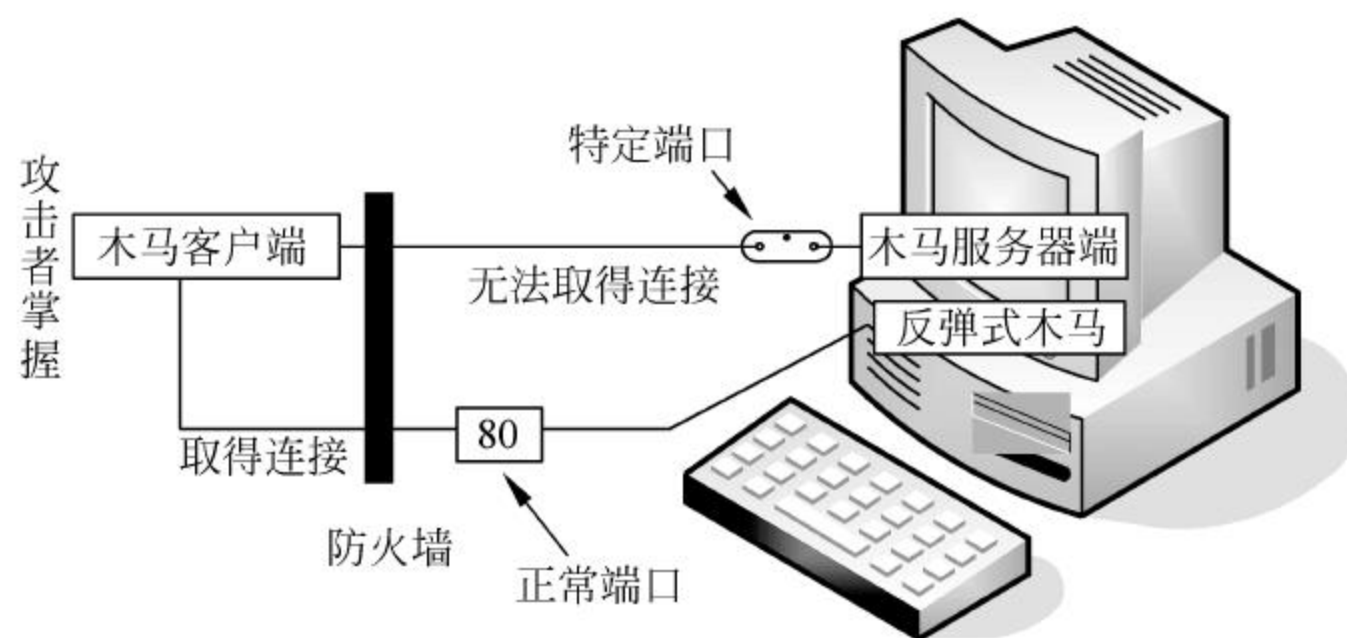 攻击者掌握
特定端口
木马客户端
木马服务器端
无法取得连接
反弹式木马
80
取得连接
防火墙
正常端口